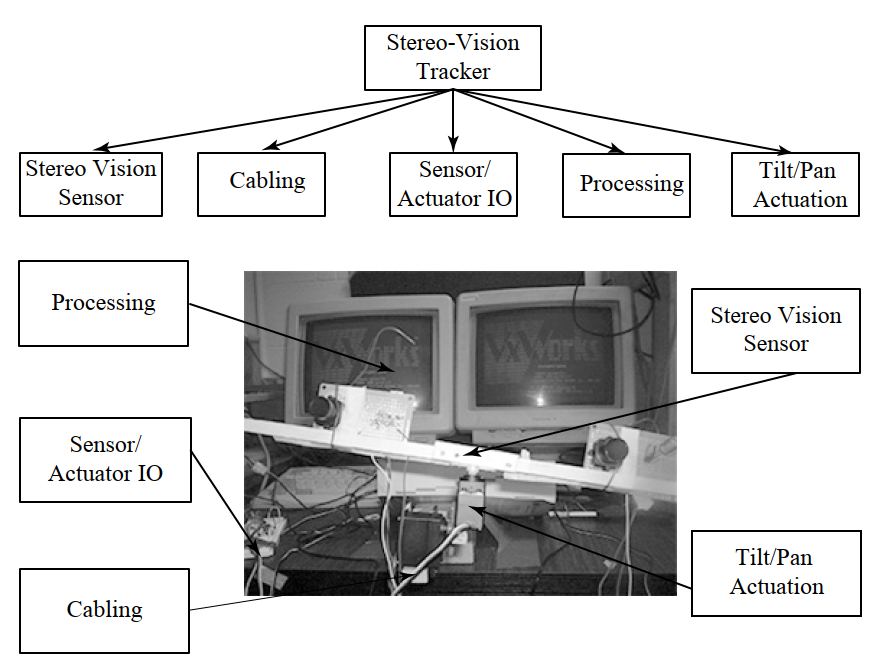 Stereo-Vision
Tracker
Stereo Vision
Sensor
Cabling
Sensor/
Actuator IO
Processing
Tilt/Pan
Actuation
Processing
Stereo Vision
Sensor
VxWorks
VxWorks
Sensor/
Actuator IO
Cabling
Tilt/Pan
Actuation